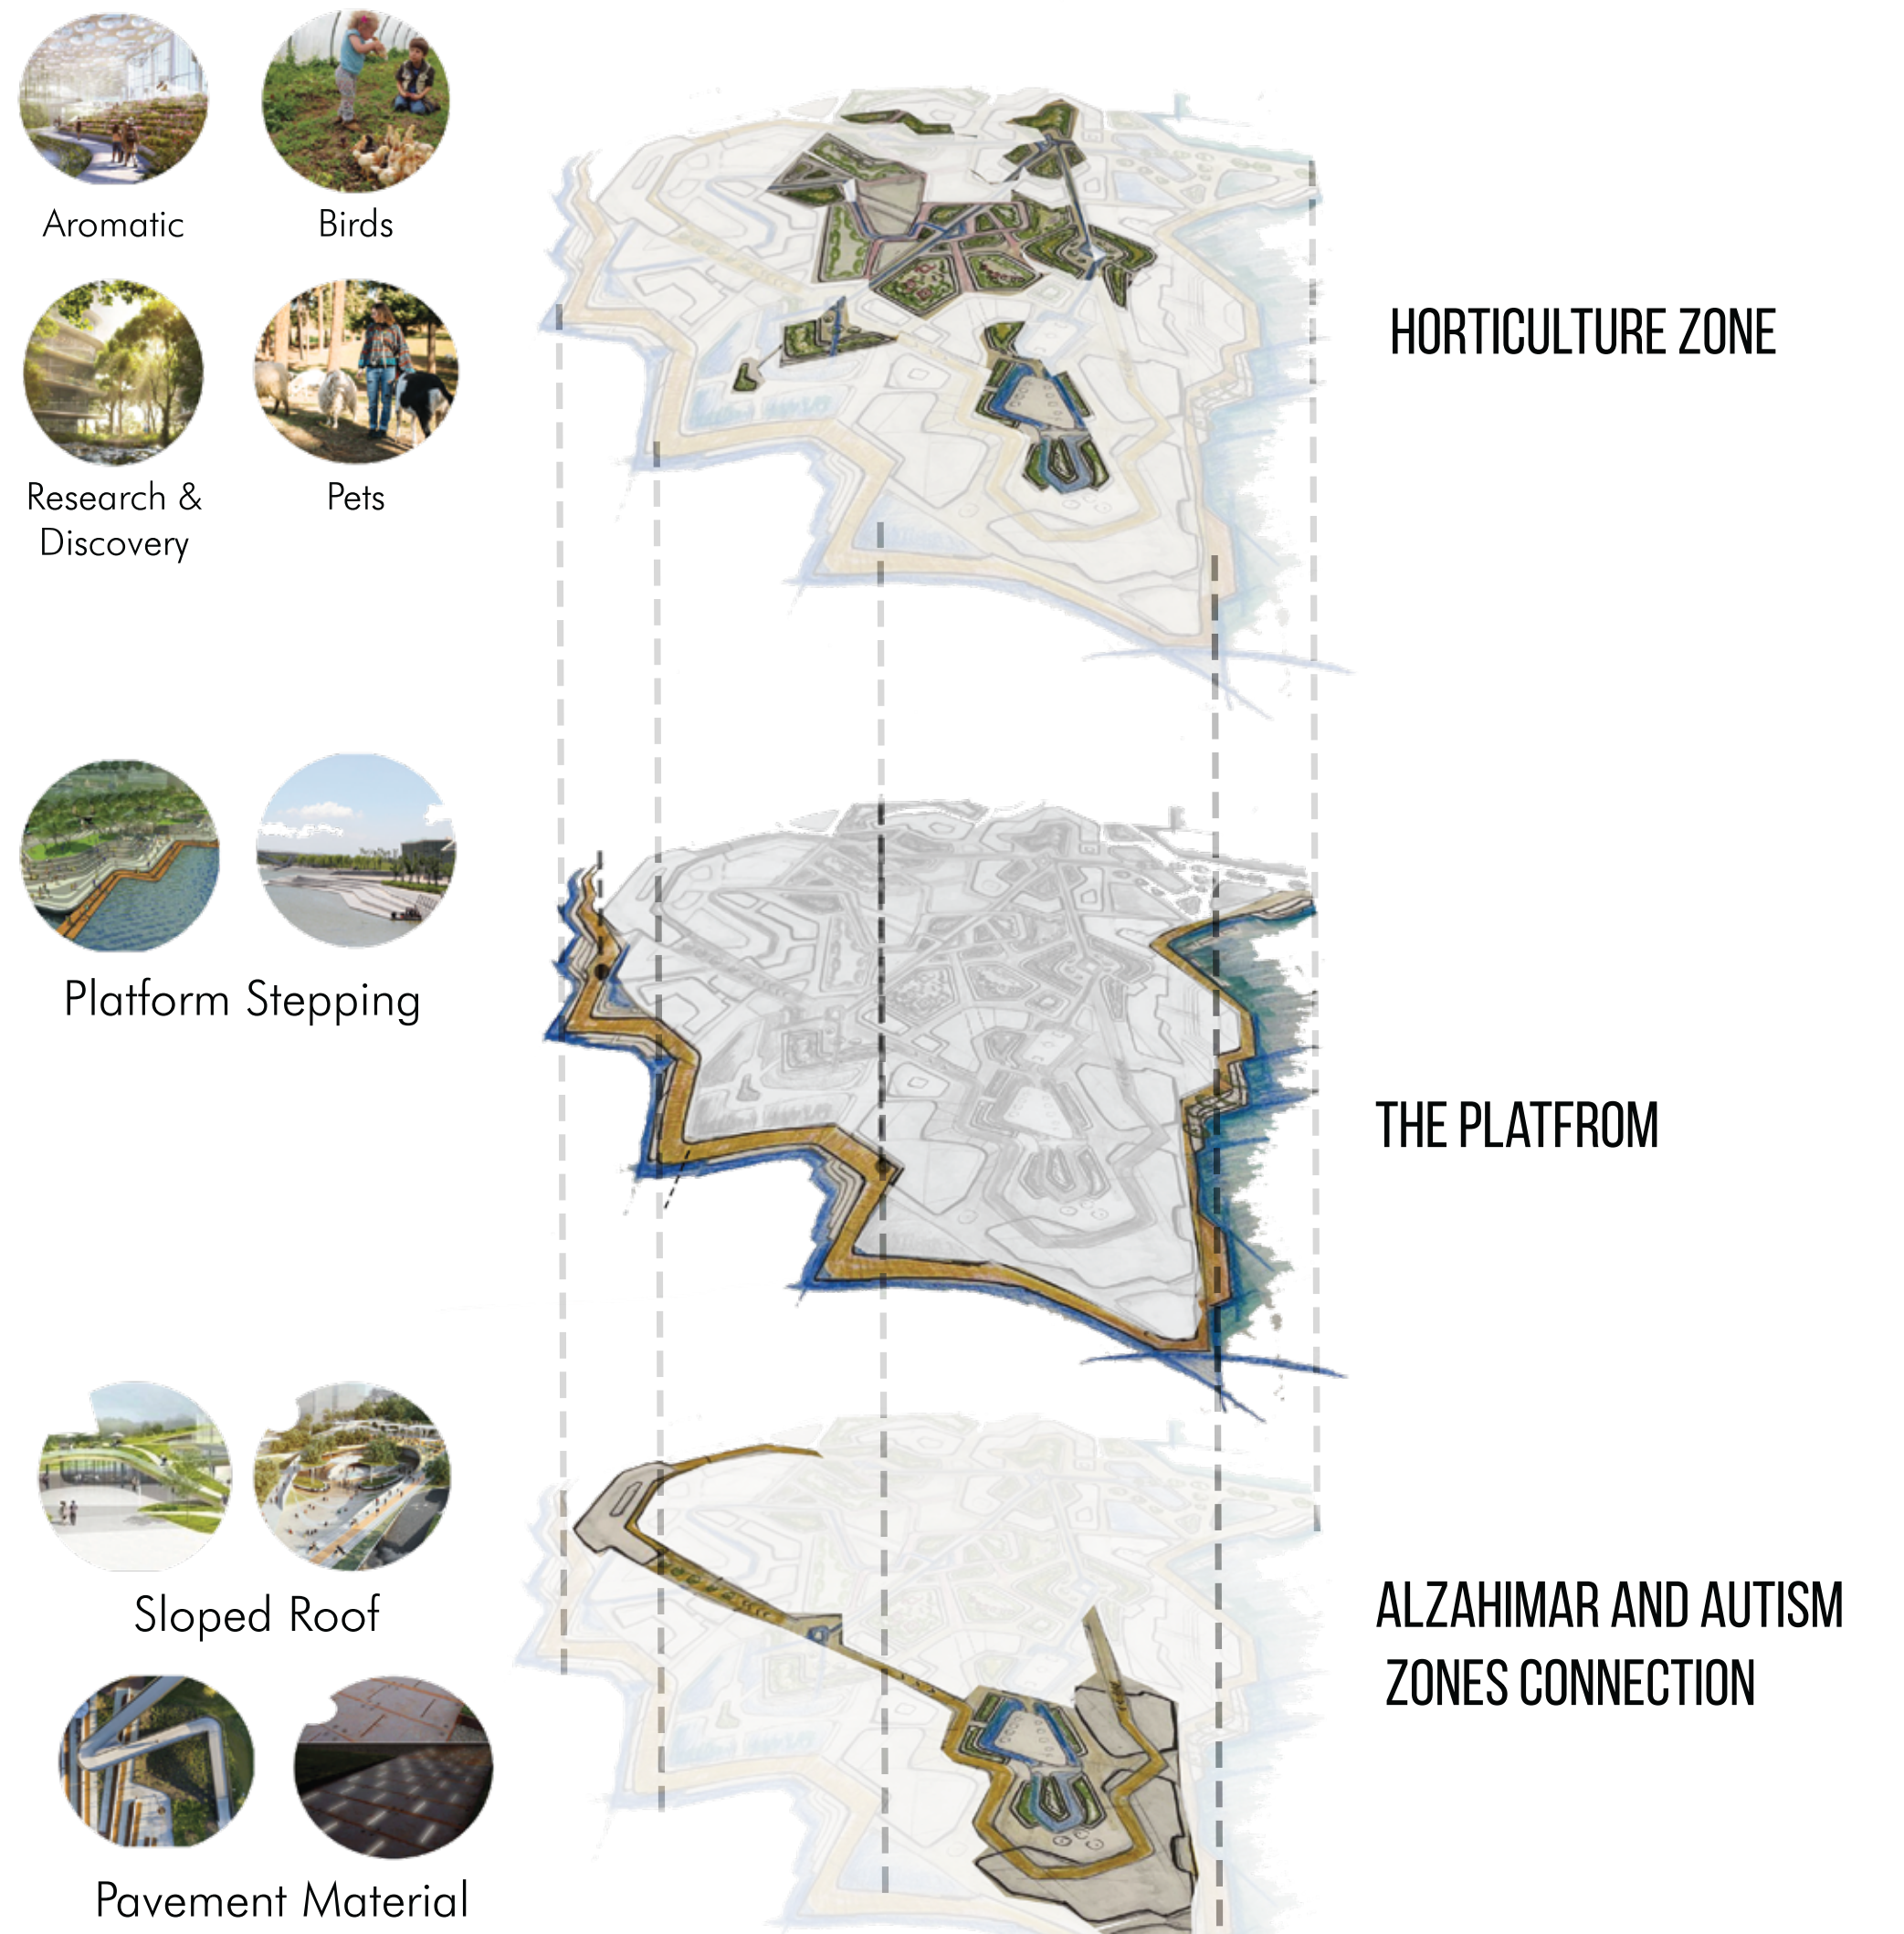 Aromatic
Birds
Research &
Discovery
Pets
HORTICULTURE ZONE
Platform Stepping
THE PLATFROM
Sloped Roof
Pavement Material
ALZAHIMAR AND AUTISM
ZONES CONNECTION